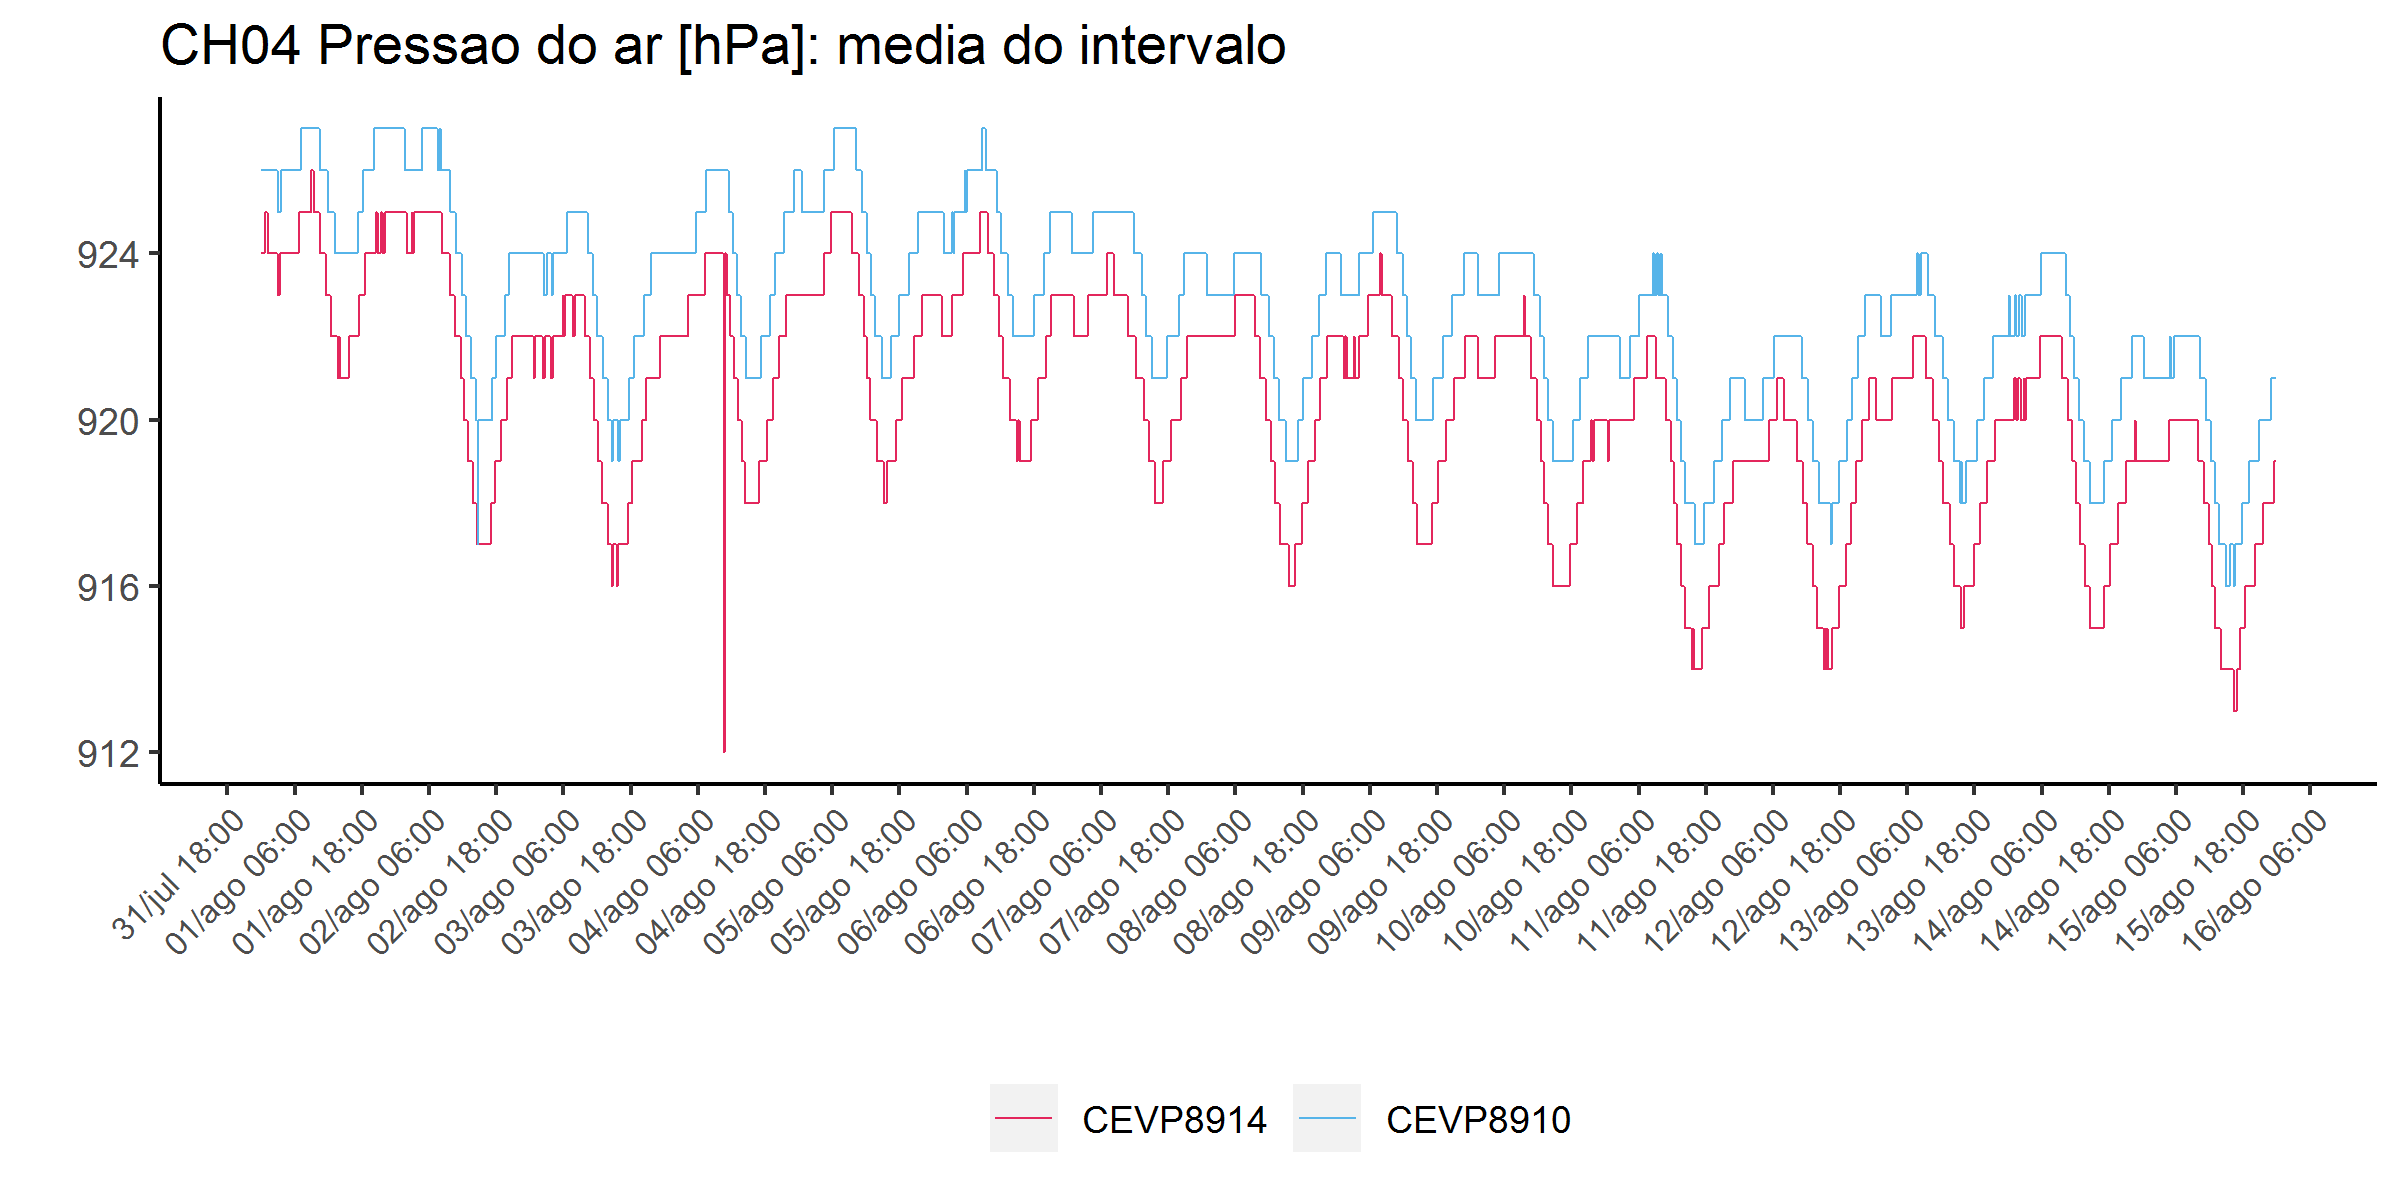 CH04 Pressao do ar [hPa]: media do intervalo
924
920
916
912
31/jul 18:00
01/ago 06:00
01/ago 18:00
02/ago 06:00
02/ago 18:00
03/ago 06:00
03/ago 18:00
04/ago 06:00
04/ago 18:00
05/ago 06:00
05/ago 18:00
06/ago 06:00
06/ago 18:00
07/ago 06:00
07/ago 18:00
08/ago 06:00
08/ago 18:00
09/ago 06:00
09/ago 18:00
10/ago 06:00
10/ago 18:00
11/ago 06:00
11/ago 18:00
12/ago 06:00
12/ago 18:00
13/ago 06:00
13/ago 18:00
14/ago 06:00
14/ago 18:00
15/ago 06:00
15/ago 18:00
16/ago 06:00
CEVP8914 CEVP8910